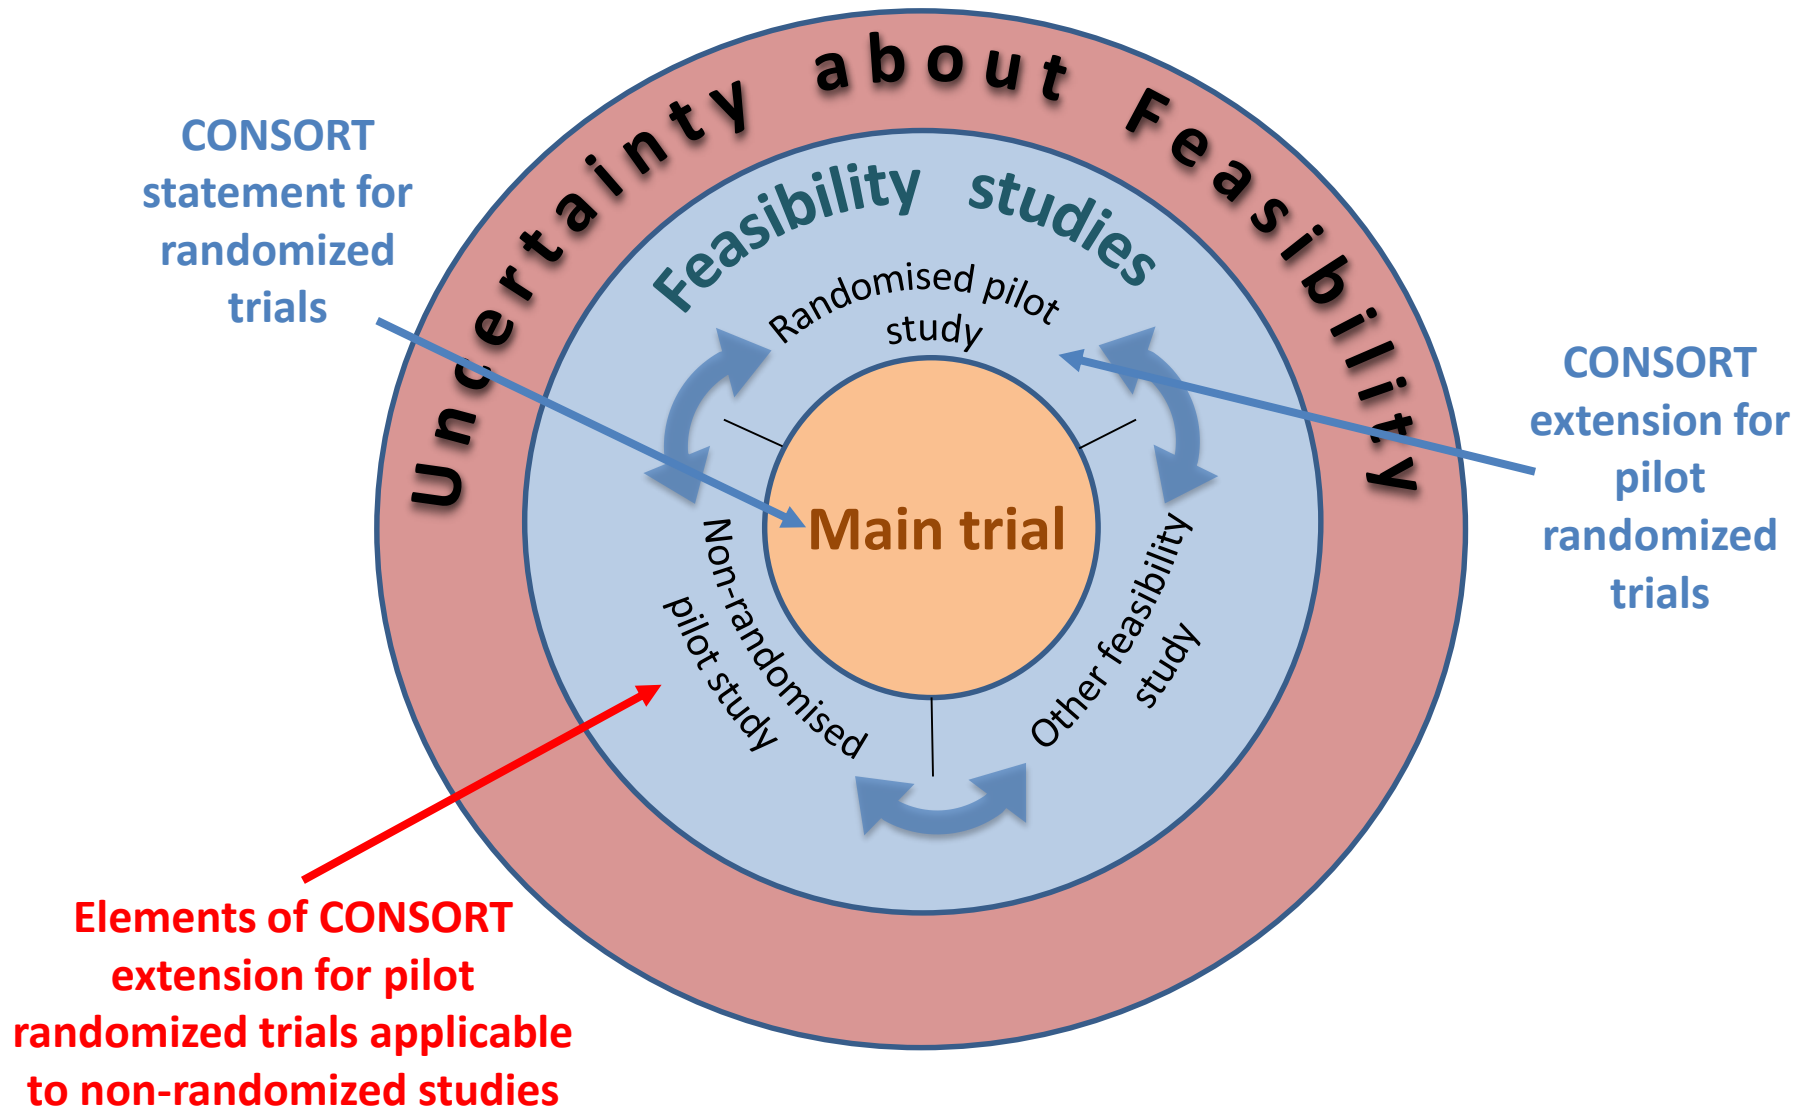 Uncertainty about Feasibility
CONSORT
statement for
randomized
trials
Feasibility studies
Randomised pilot
study
CONSORT
extension for
pilot
randomized
trials
Main trial
Non-randomised
pilot study
Other feasibility
study
Elements of CONSORT
extension for pilot
randomized trials applicable
to non-randomized studies